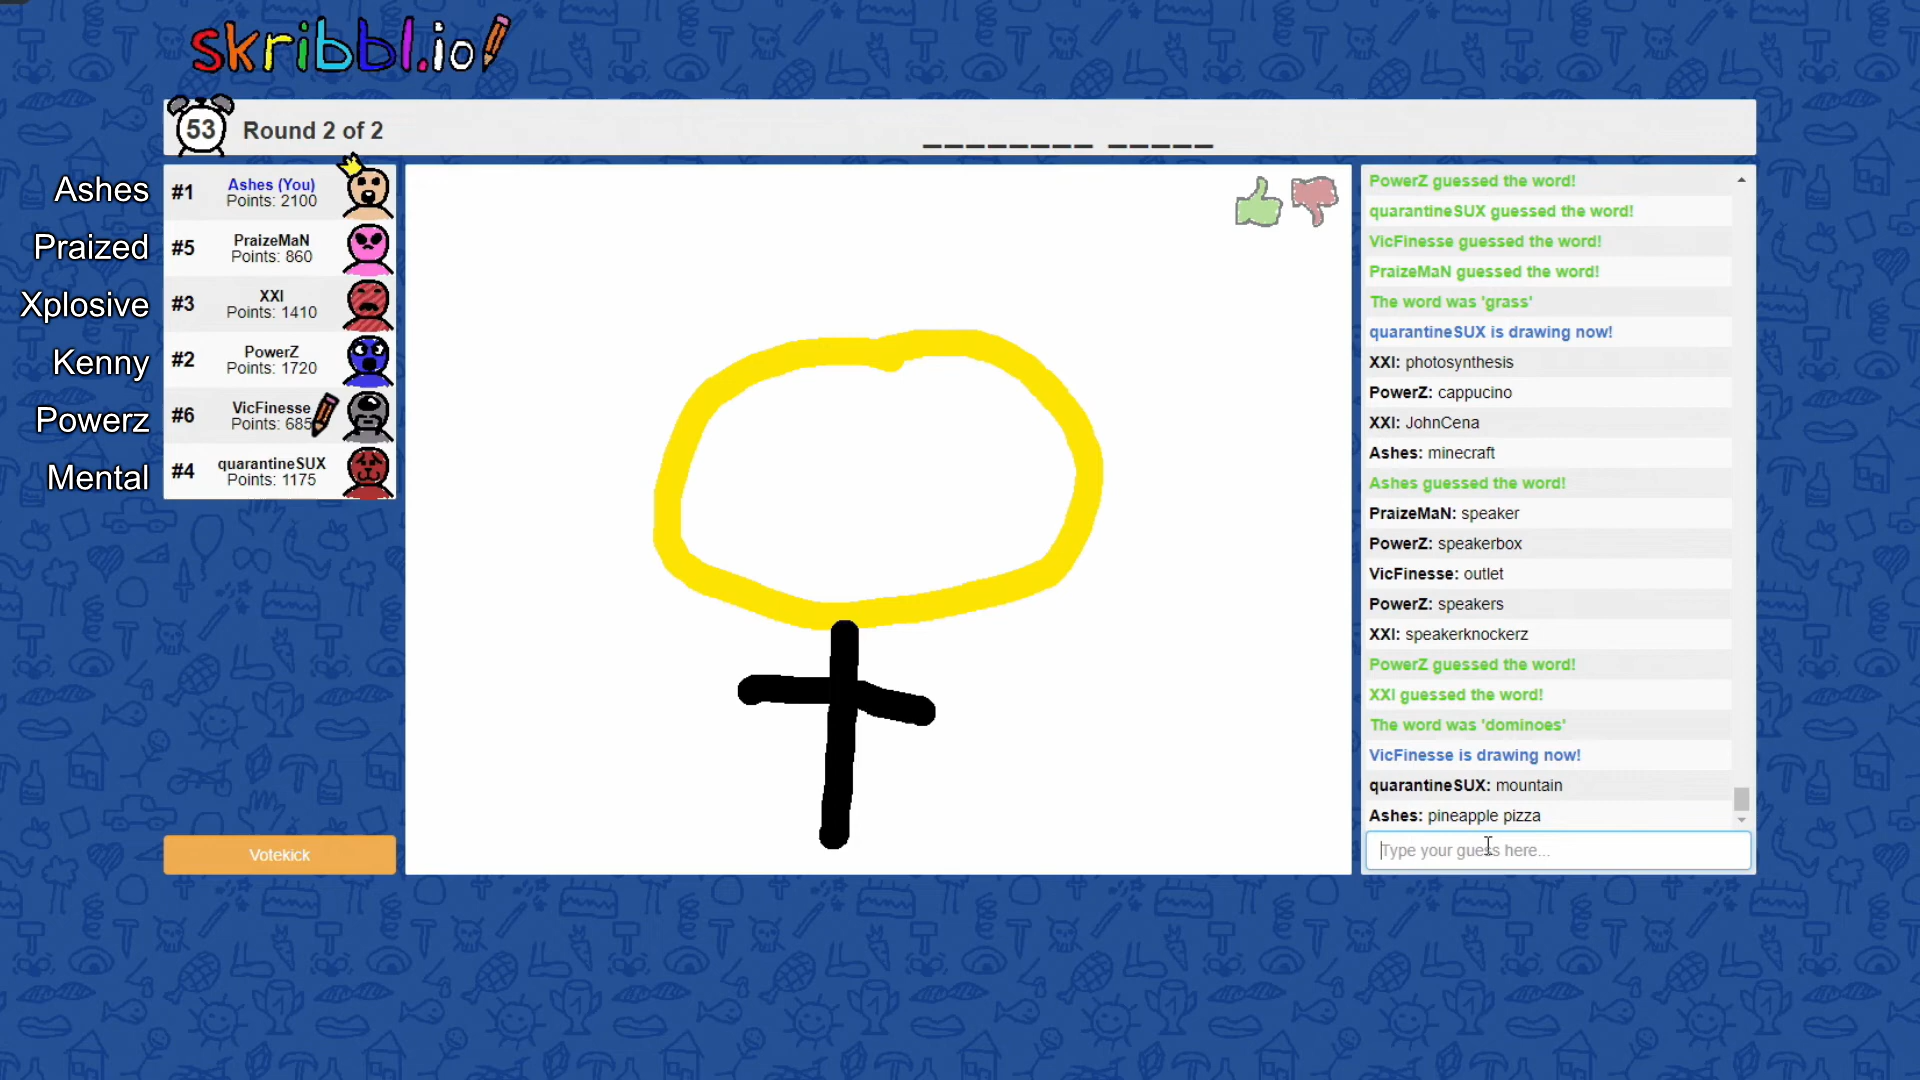 skribbl.io
53
Round 2 of 2
________ _____
Ashes
Praized
Xplosive
Kenny
Powerz
Mental
#1
Ashes (You)
Points: 2100
#5
PraizeMaN
Points: 860
#3
XXI
Points: 1410
#2
PowerZ
Points: 1720
#6
VicFinesse
Points: 685
#4
quarantineSUX
Points: 1175
Votekick
PowerZ guessed the word!
quarantineSUX guessed the word!
VicFinesse guessed the word!
PraizeMaN guessed the word!
The word was 'grass'
quarantineSUX is drawing now!
XXI: photosynthesis
PowerZ: cappucino
XXI: JohnCena
Ashes: minecraft
Ashes guessed the word!
PraizeMaN: speaker
PowerZ: speakerbox
VicFinesse: outlet
PowerZ: speakers
XXI: speakerknockerz
PowerZ guessed the word!
XXI guessed the word!
The word was 'dominoes'
VicFinesse is drawing now!
quarantineSUX: mountain
Ashes: pineapple pizza
Type your guess here...